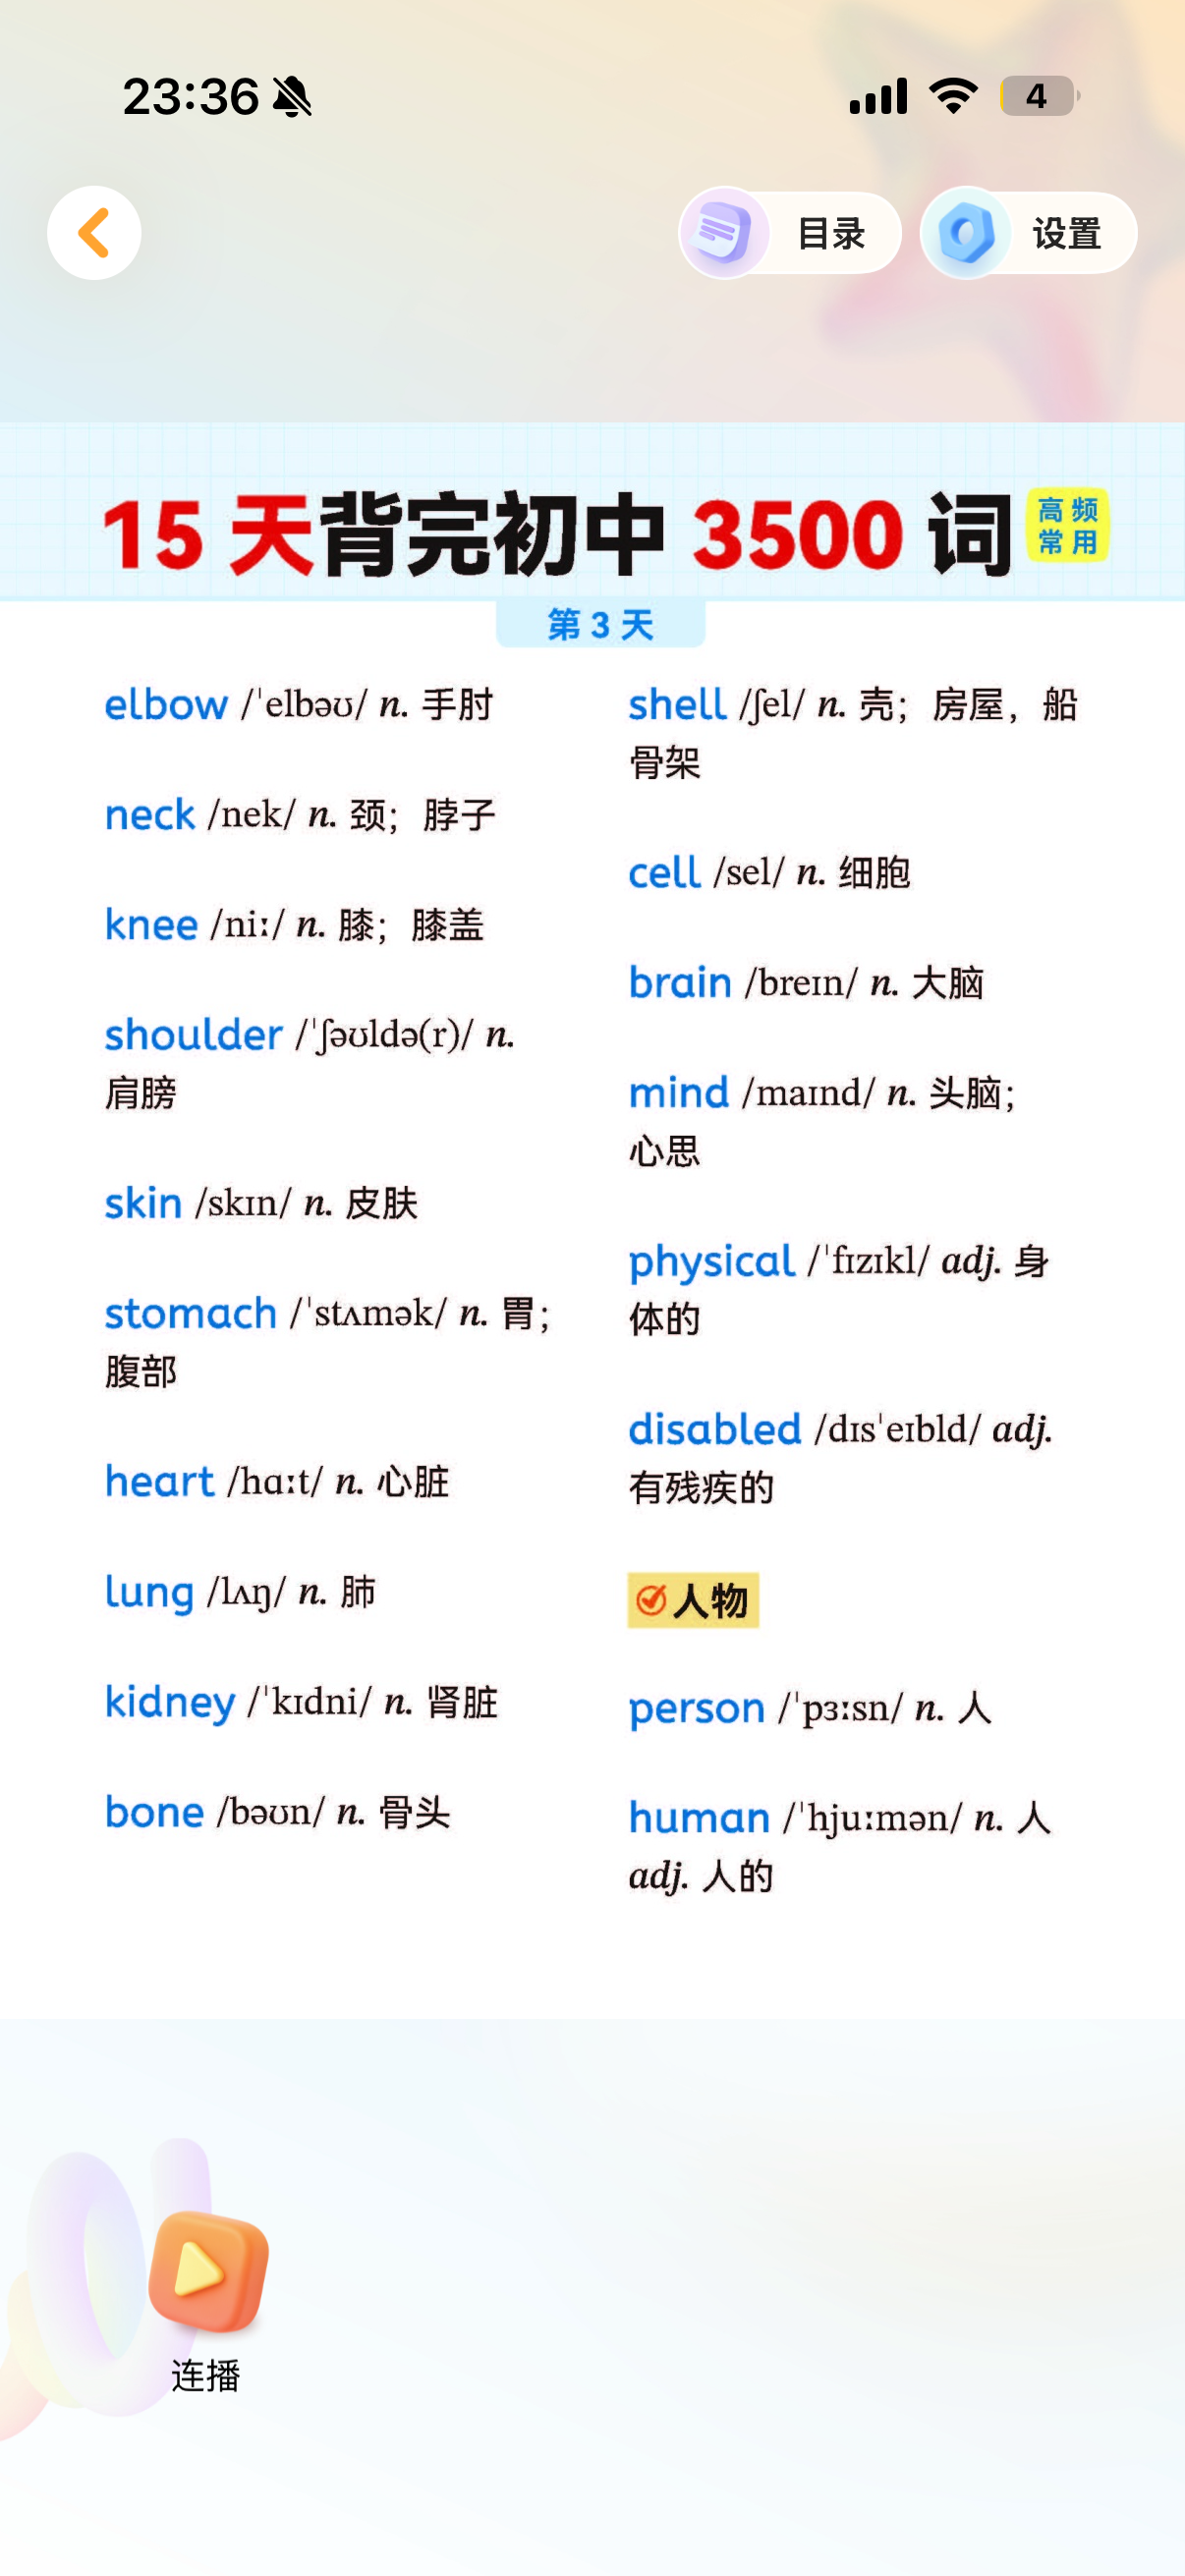 23:36
4
目录
设置
15 天背完初中 3500 词
高频
常用
第 3 天
elbow /ˈelbəʊ/ n. 手肘
neck /nek/ n. 颈；脖子
knee /niː/ n. 膝；膝盖
shoulder /ˈʃəʊldə(r)/ n.
肩膀
skin /skɪn/ n. 皮肤
stomach /ˈstʌmək/ n. 胃；
腹部
heart /hɑːt/ n. 心脏
lung /lʌŋ/ n. 肺
kidney /ˈkɪdni/ n. 肾脏
bone /bəʊn/ n. 骨头
shell /ʃel/ n. 壳；房屋，船
骨架
cell /sel/ n. 细胞
brain /breɪn/ n. 大脑
mind /maɪnd/ n. 头脑；
心思
physical /ˈfɪzɪkl/ adj. 身
体的
disabled /dɪsˈeɪbld/ adj.
有残疾的
人物
person /ˈpɜːsn/ n. 人
human /ˈhjuːmən/ n. 人
adj. 人的
连播